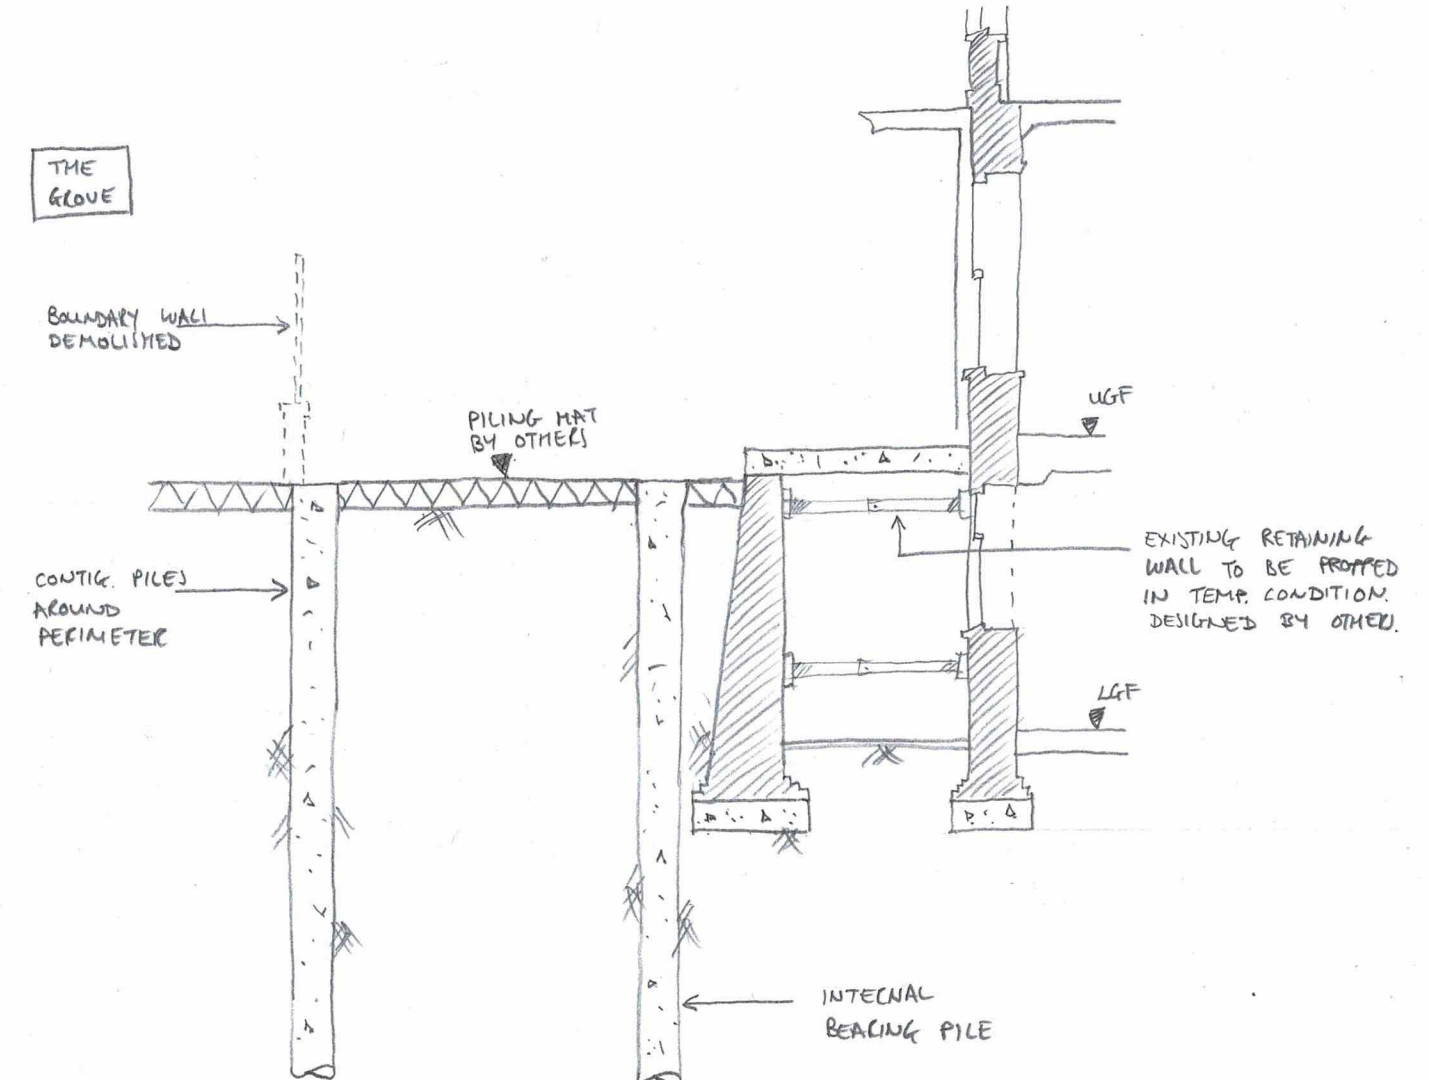 THE
GROVE
BOUNDARY WALL
DEMOLISHED
PILING MAT
BY OTHERS
UGF
EXISTING RETAINING
WALL TO BE PROPPED
IN TEMP. CONDITION.
DESIGNED BY OTHERS.
CONTIG. PILES
AROUND
PERIMETER
LGF
INTERNAL
BEARING PILE